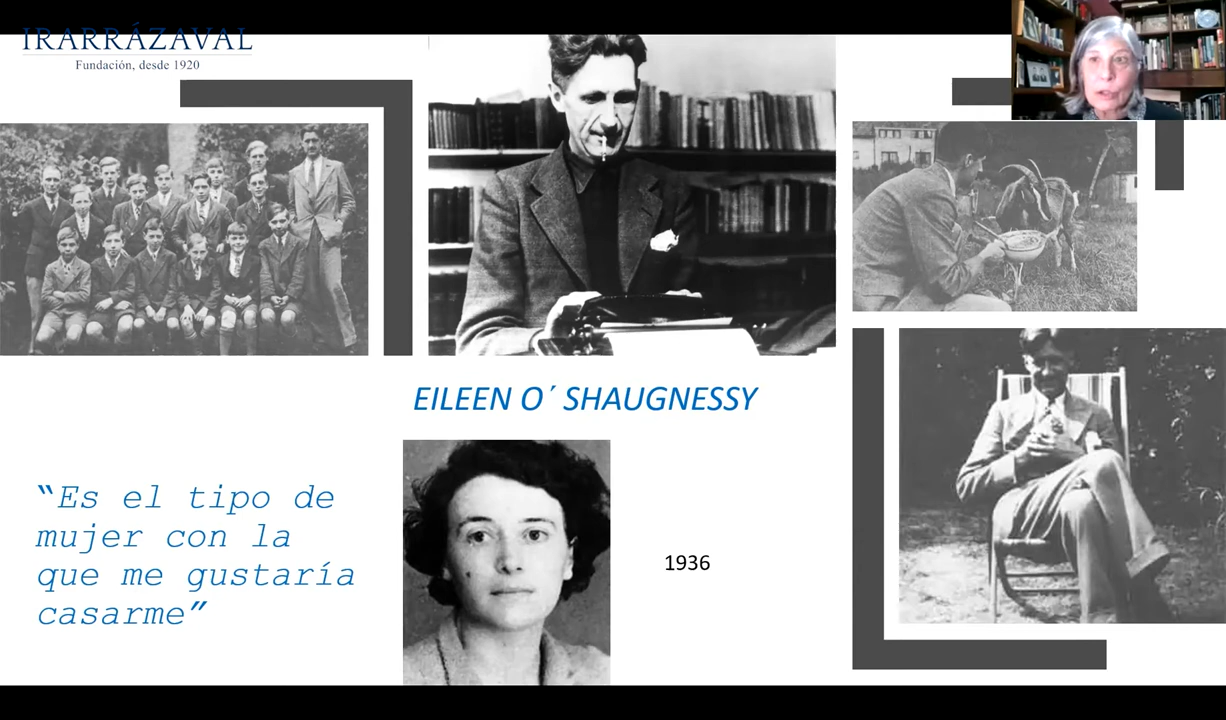 IRARRÁZAVAL
Fundación, desde 1920
EILEEN O´ SHAUGNESSY
“Es el tipo de
mujer con la
que me gustaría
casarme”
1936